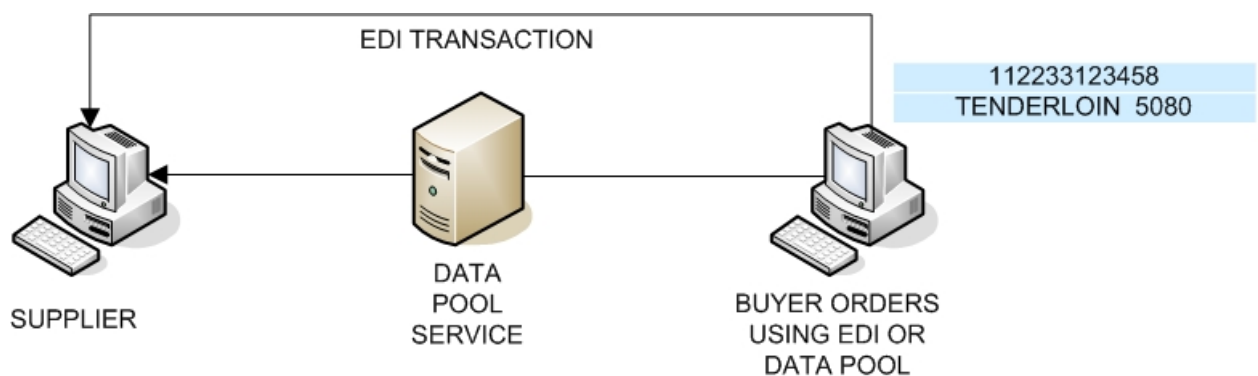 EDI TRANSACTION
112233123458
TENDERLOIN 5080
SUPPLIER
DATA
POOL
SERVICE
BUYER ORDERS
USING EDI OR
DATA POOL